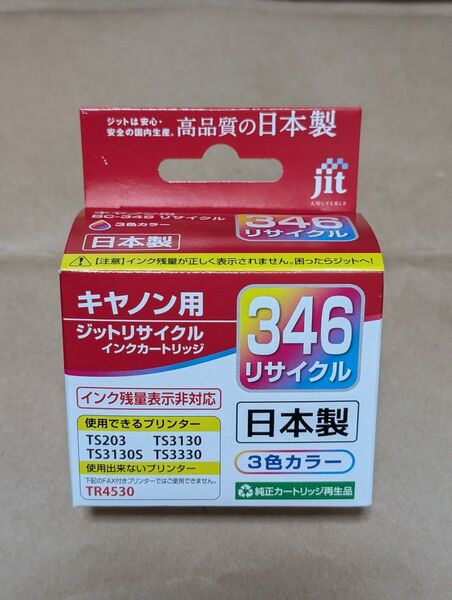 ジットは安心・
安全の国内生産。
高品質の日本製
jit
大切にする楽しさ
BC-346 リサイクル
3色カラー
日本製
346
リサイクル
【注意】インク残量が正しく表示されません。困ったらジットへ!
キヤノン用
ジットリサイクル
インクカートリッジ
346
リサイクル
インク残量表示非対応
日本製
使用できるプリンター
TS203 TS3130
TS3130S TS3330
3色カラー
使用出来ないプリンター
下記のFAX付きプリンターではご使用できません。
TR4530
純正カートリッジ再生品